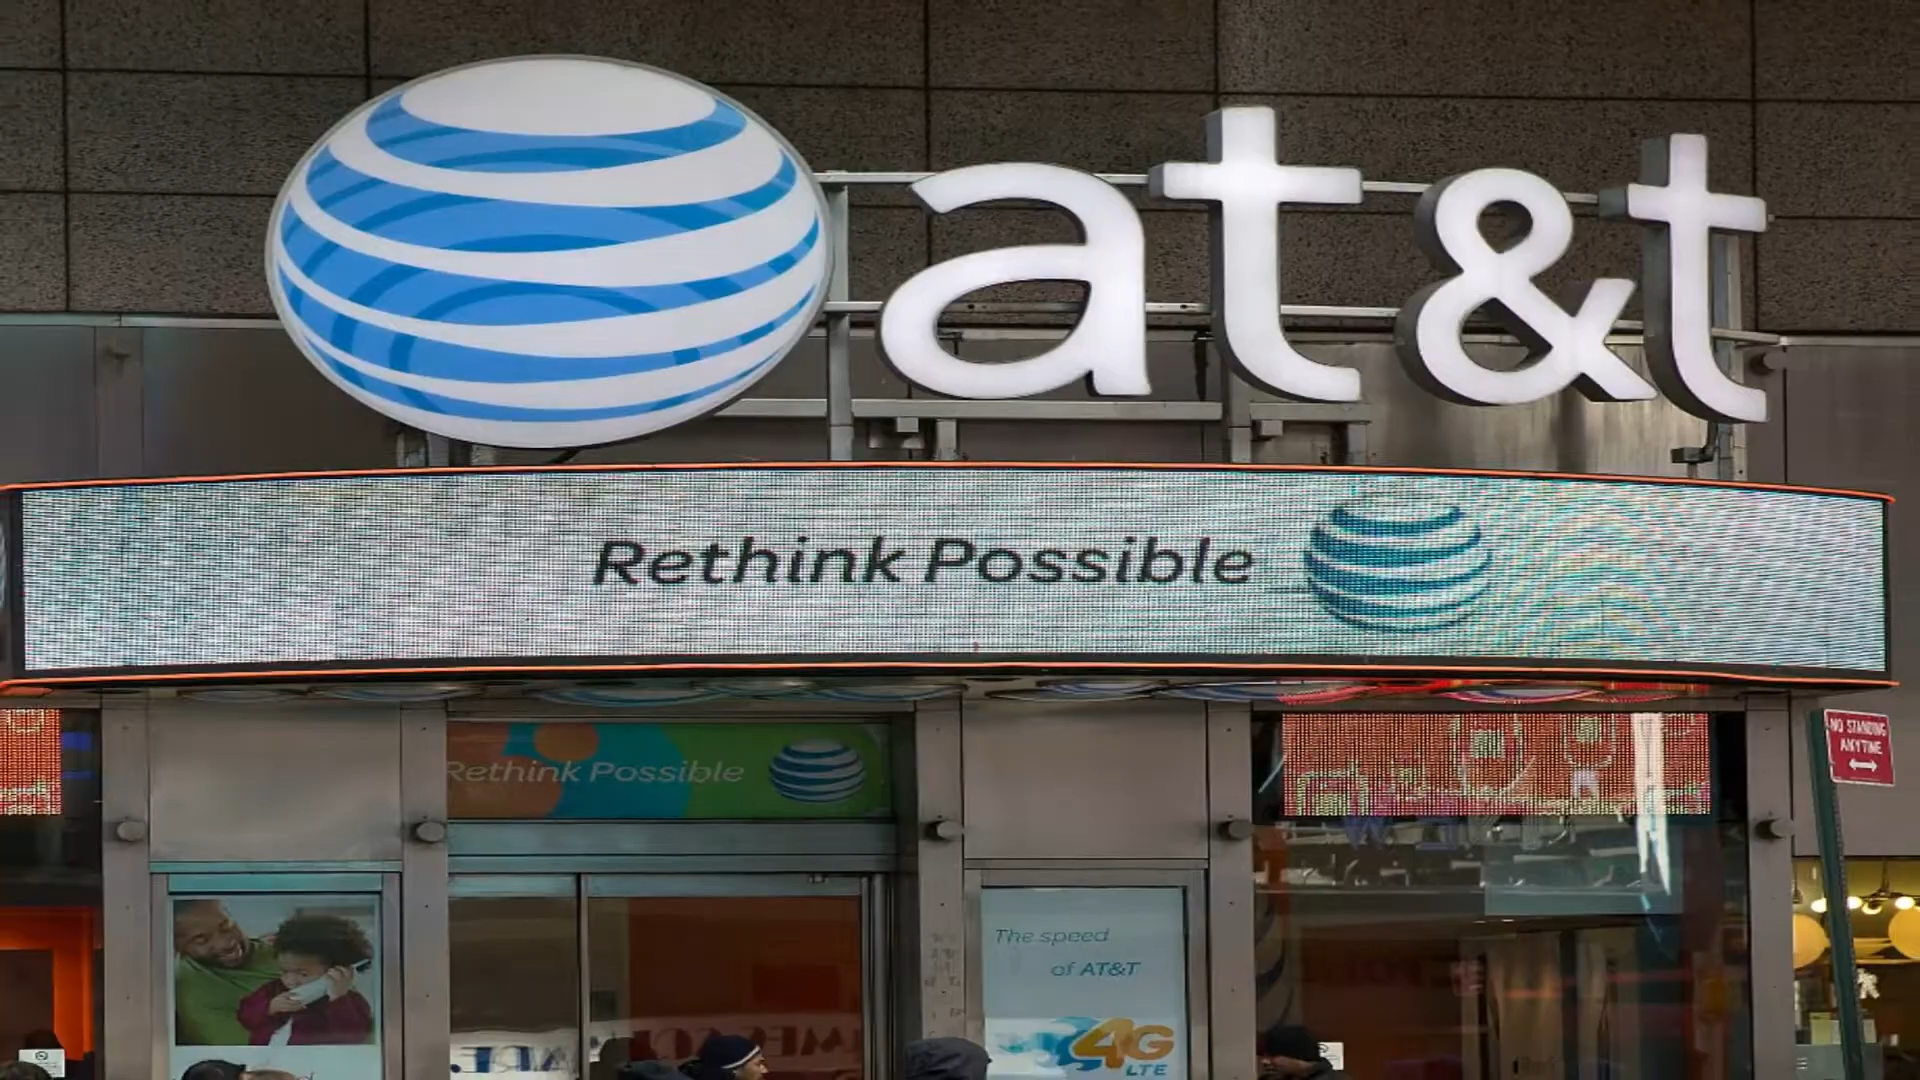 at&t
Rethink Possible
Rethink Possible
NO STANDING
ANYTIME
The speed
of AT&T
4G
LTE